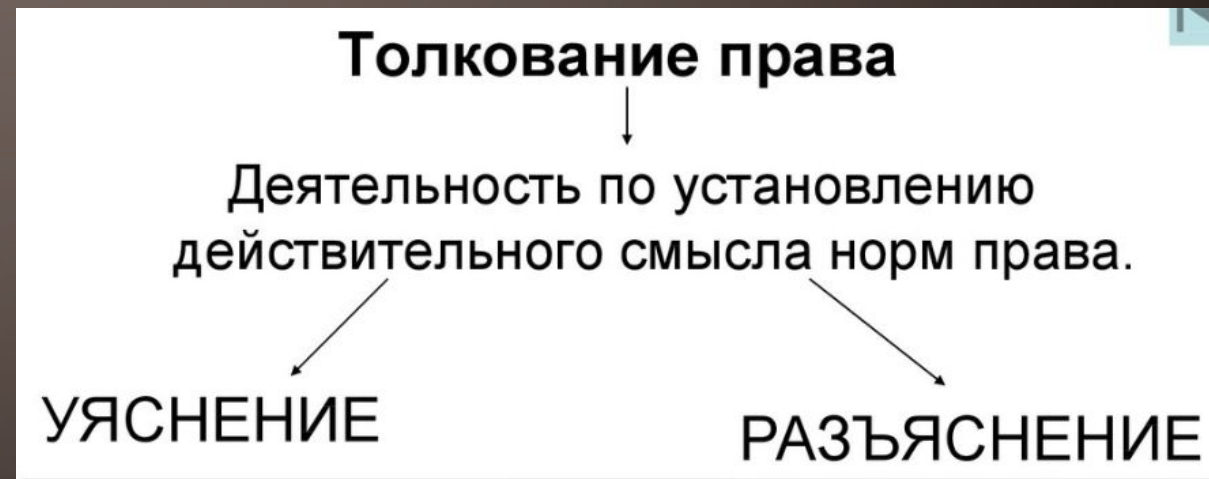 Толкование права
Деятельность по установлению
действительного смысла норм права.
УЯСНЕНИЕ
РАЗЪЯСНЕНИЕ